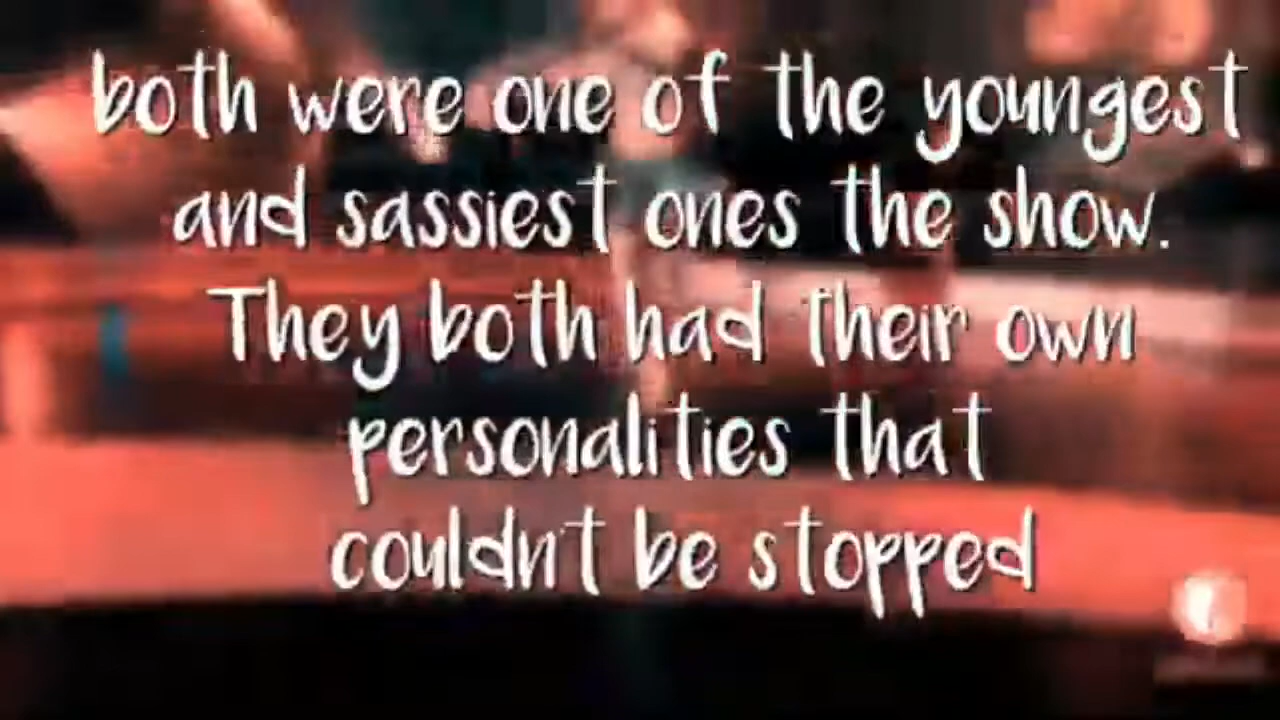 both were one of the youngest
and sassiest ones the show.
They both had their own
personalities that
couldn't be stopped